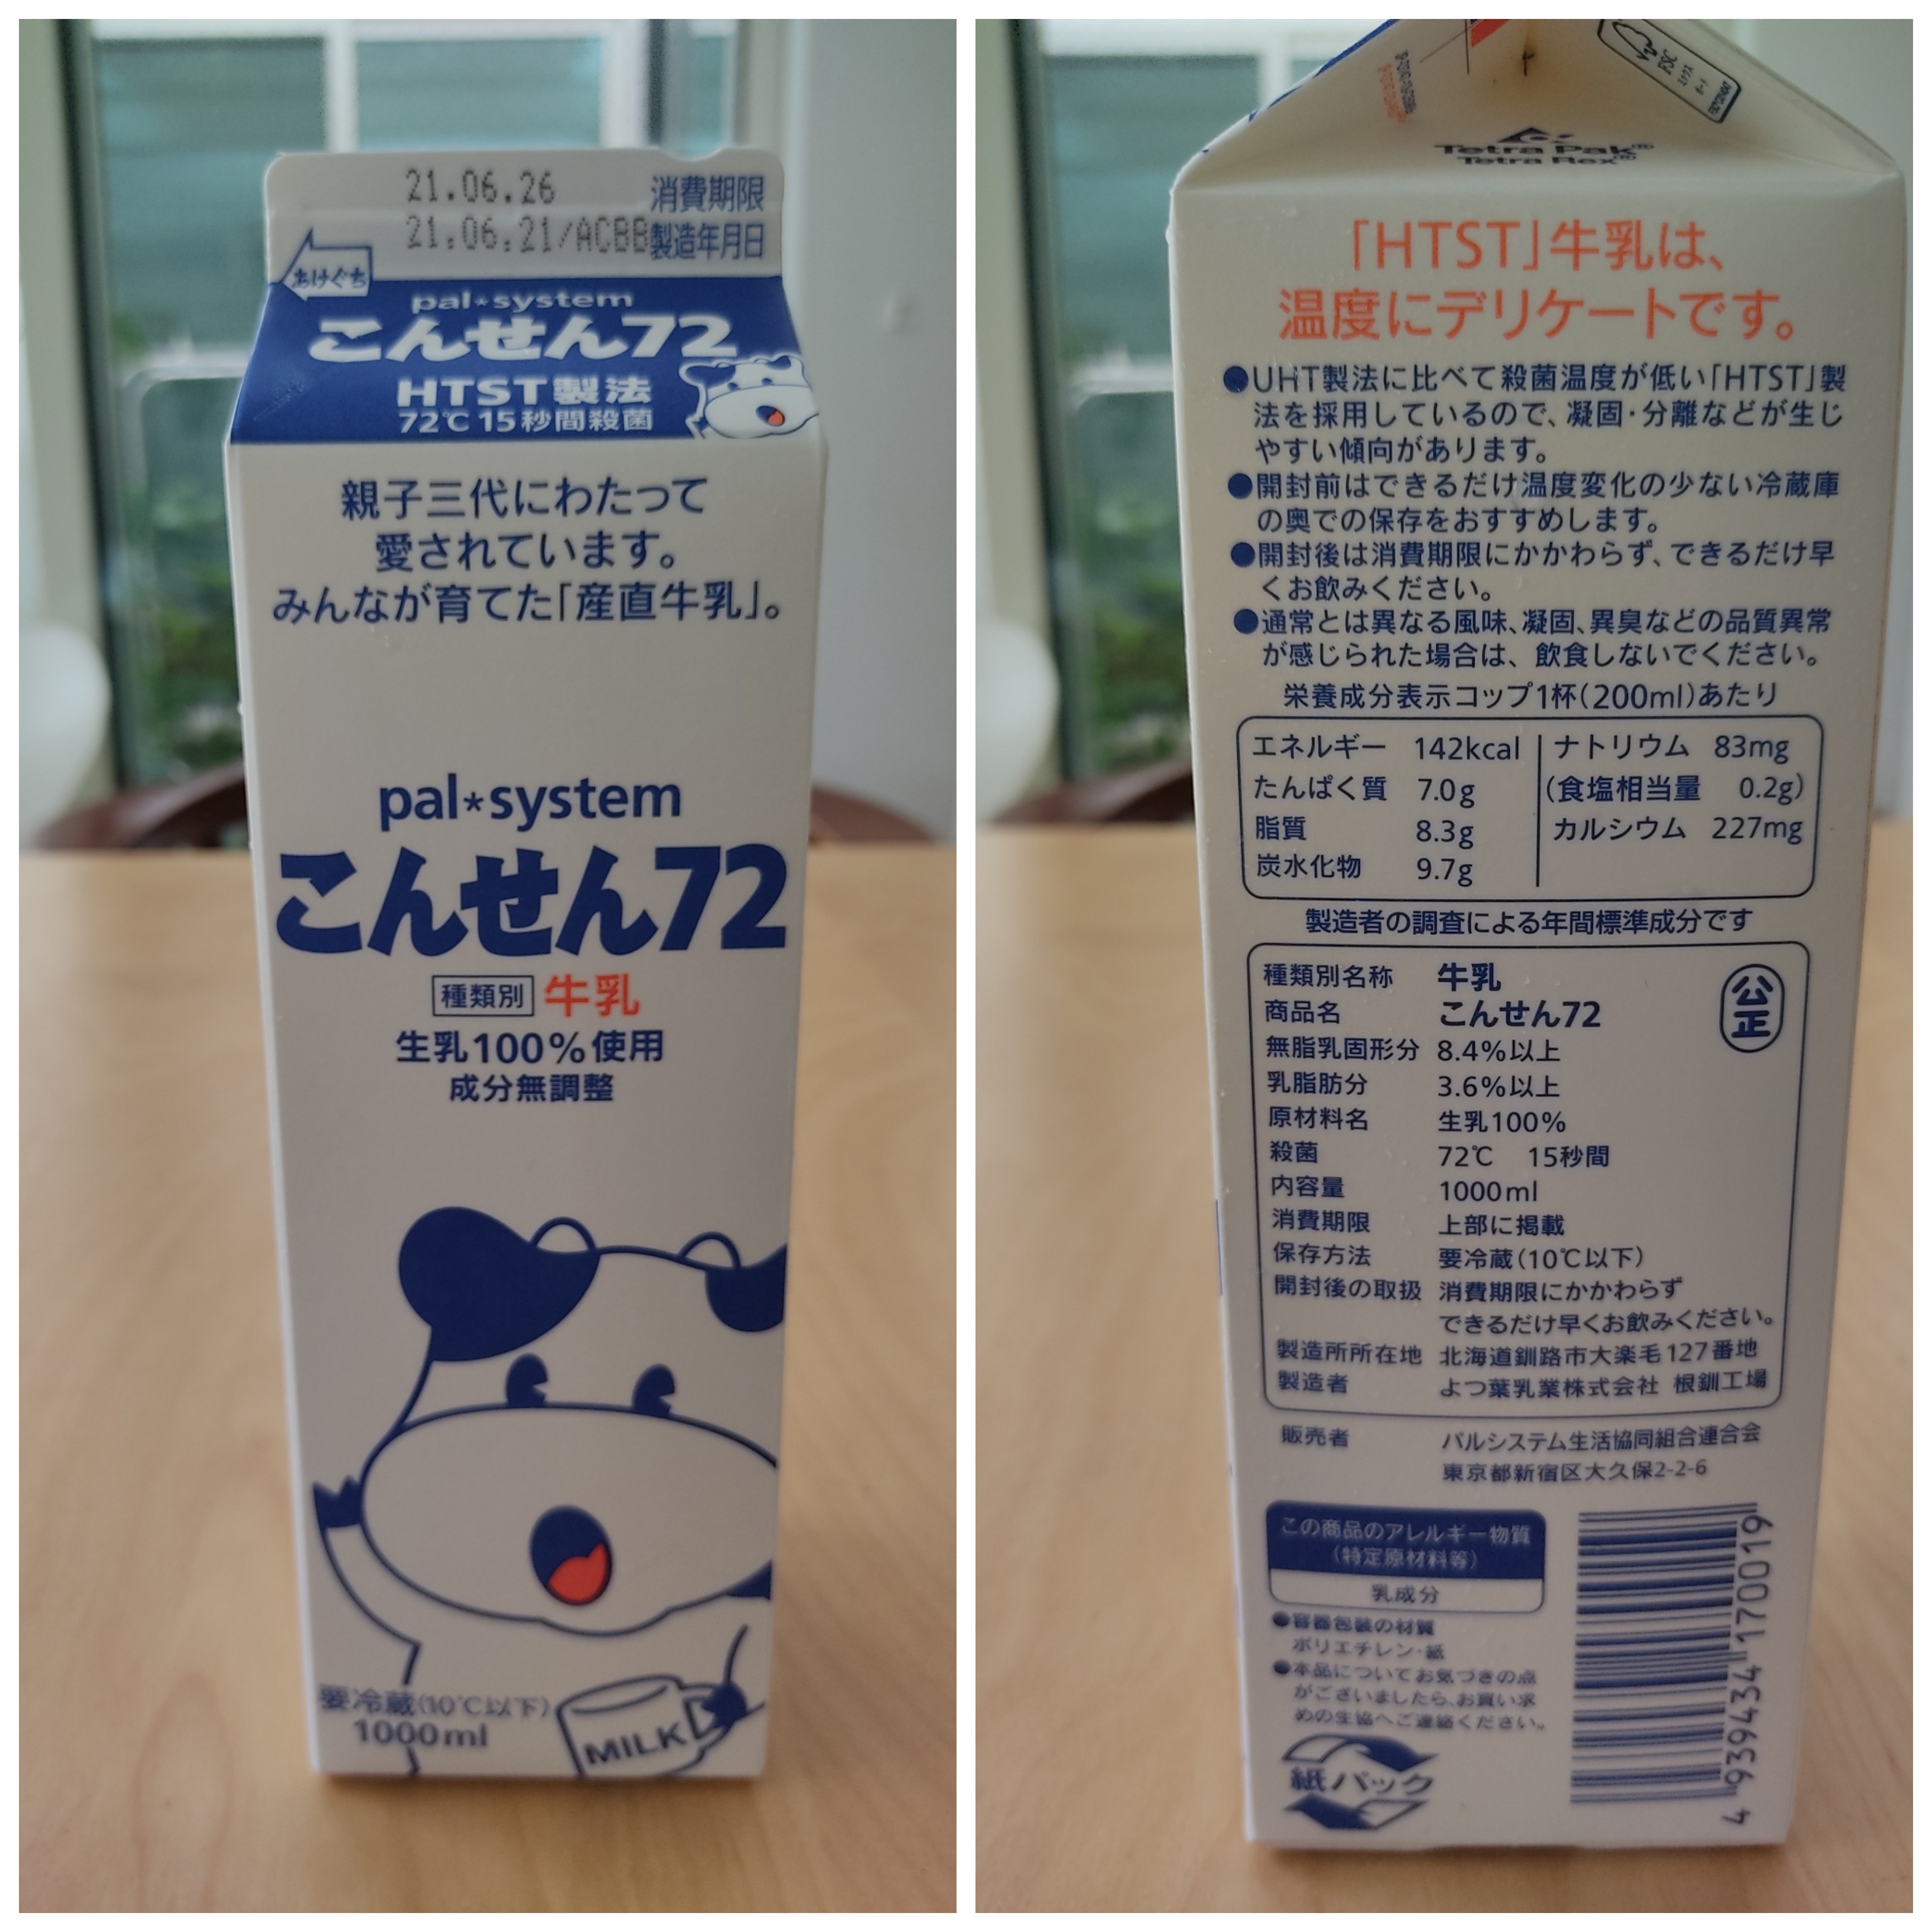 21.06.26 消費期限
21.06.21/ACBB製造年月日
あけぐち
pal*system
こんせん72
HTST製法
72℃15秒間殺菌
親子三代にわたって
愛されています。
みんなが育てた「産直牛乳」。
pal*system
こんせん72
種類別 牛乳
生乳100%使用
成分無調整
要冷蔵(10℃以下)
1000ml
MILK
FSC
ミックス
Tetra Pak®
Tetra Rex®
「HTST」牛乳は、
温度にデリケートです。
●UHT製法に比べて殺菌温度が低い「HTST」製
法を採用しているので、凝固・分離などが生じ
やすい傾向があります。
●開封前はできるだけ温度変化の少ない冷蔵庫
の奥での保存をおすすめします。
●開封後は消費期限にかかわらず、できるだけ早
くお飲みください。
●通常とは異なる風味、凝固、異臭などの品質異常
が感じられた場合は、飲食しないでください。
栄養成分表示コップ1杯(200ml)あたり
エネルギー 142kcal ナトリウム 83mg
たんぱく質 7.0g (食塩相当量 0.2g)
脂質 8.3g カルシウム 227mg
炭水化物 9.7g
製造者の調査による年間標準成分です
種類別名称 牛乳
公正
商品名 こんせん72
無脂乳固形分 8.4%以上
乳脂肪分 3.6%以上
原材料名 生乳100%
殺菌 72℃ 15秒間
内容量 1000ml
消費期限 上部に掲載
保存方法 要冷蔵(10℃以下)
開封後の取扱 消費期限にかかわらず
できるだけ早くお飲みください。
製造所所在地 北海道釧路市大楽毛127番地
製造者 よつ葉乳業株式会社 根釧工場
販売者 パルシステム生活協同組合連合会
東京都新宿区大久保2-2-6
この商品のアレルギー物質
(特定原材料等)
乳成分
●容器包装の材質
ポリエチレン・紙
●本品についてお気づきの点
がございましたら、お買い求
めの生協へご連絡ください。
紙パック
4 939434 170019